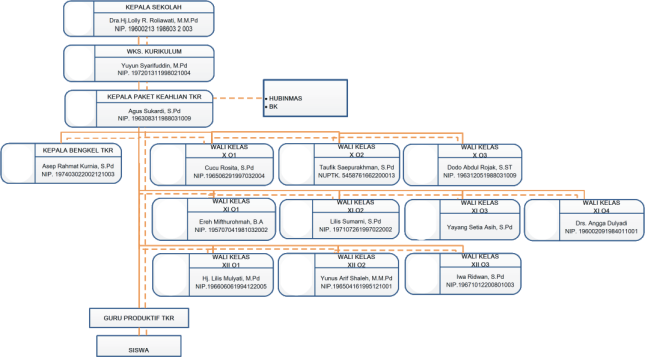 KEPALA SEKOLAH
Dra.Hj.Lolly R. Roliawati, M.M.Pd
NIP. 19600213 198603 2 003
WKS. KURIKULUM
Yuyun Syarifuddin, M.Pd
NIP. 197201311998021004
KEPALA PAKET KEAHLIAN TKR
Agus Sukardi, S.Pd
NIP. 196308311988031009
• HUBINMAS
• BK
KEPALA BENGKEL TKR
Asep Rahmat Kurnia, S.Pd
NIP. 197403022002121003
WALI KELAS
X O1
Cucu Rosita, S.Pd
NIP.196506291997032004
WALI KELAS
X O2
Taufik Saepurakhman, S.Pd
NUPTK. 5458761662200013
WALI KELAS
X O3
Dodo Abdul Rojak, S.ST
NIP. 196312051988031009
WALI KELAS
XI O1
Ereh Mifthurohmah, B.A
NIP. 195707041981032002
WALI KELAS
XI O2
Lilis Sumarni, S.Pd
NIP. 197107261997022002
WALI KELAS
XI O3
Yayang Setia Asih, S.Pd
WALI KELAS
XI O4
Drs. Angga Dulyadi
NIP. 196002091984011001
WALI KELAS
XII O1
Hj. Lilis Mulyati, M.Pd
NIP.196606061994122005
WALI KELAS
XII O2
Yunus Arif Shaleh, M.M.Pd
NIP. 196504161995121001
WALI KELAS
XII O3
Iwa Ridwan, S.Pd
NIP.19671012200801003
GURU PRODUKTIF TKR
SISWA